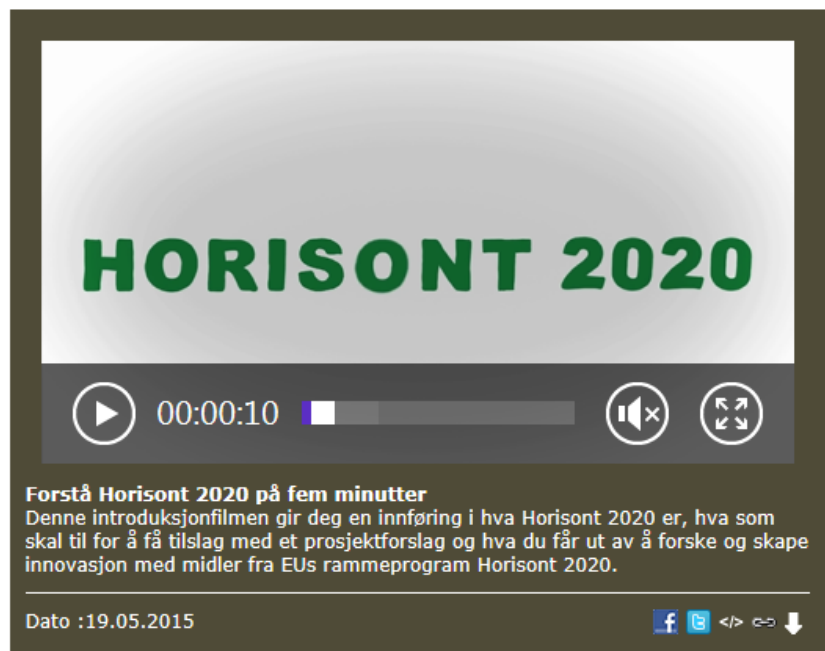 HORISONT 2020
00:00:10
Forstå Horisont 2020 på fem minutter
Denne introduksjonfilmen gir deg en innføring i hva Horisont 2020 er, hva som
skal til for å få tilslag med et prosjektforslag og hva du får ut av å forske og skape
innovasjon med midler fra EUs rammeprogram Horisont 2020.
Dato :19.05.2015